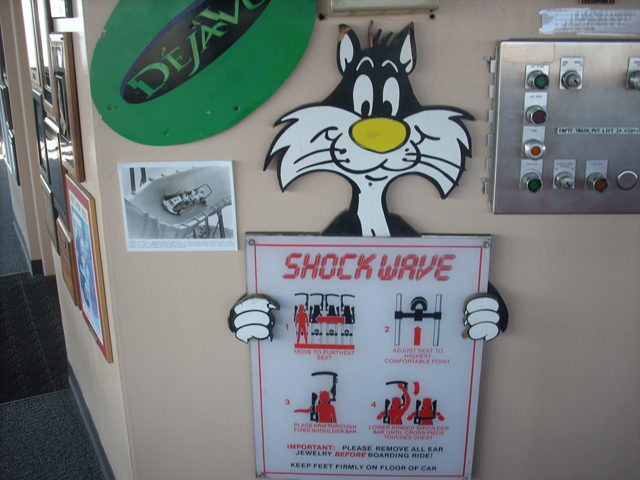 DÉJÀVU
EMPTY TRAIN, PUT LIFT IN HIGH
SHOCK WAVE
1
MOVE TO FURTHEST
SEAT
2
ADJUST SEAT TO
HIGHEST
COMFORTABLE POINT
3
PLACE ARM THROUGH
FIXED SHOULDER BAR
4
LOWER HINGED SHOULDER
BAR UNTIL CROSS-PIECE
TOUCHES CHEST
IMPORTANT: PLEASE REMOVE ALL EAR
JEWELRY BEFORE BOARDING RIDE!
KEEP FEET FIRMLY ON FLOOR OF CAR